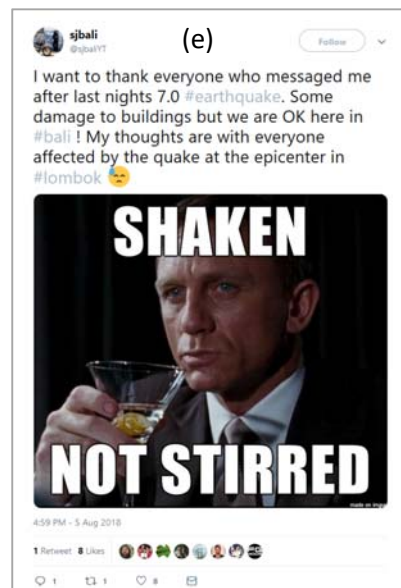 (e)
sjbali
@sjbaliYT
Follow
I want to thank everyone who messaged me
after last nights 7.0 #earthquake. Some
damage to buildings but we are OK here in
#bali ! My thoughts are with everyone
affected by the quake at the epicenter in
#lombok 😓
SHAKEN
NOT STIRRED
made on imgur
4:59 PM - 5 Aug 2018
1 Retweet 8 Likes
1 1 8